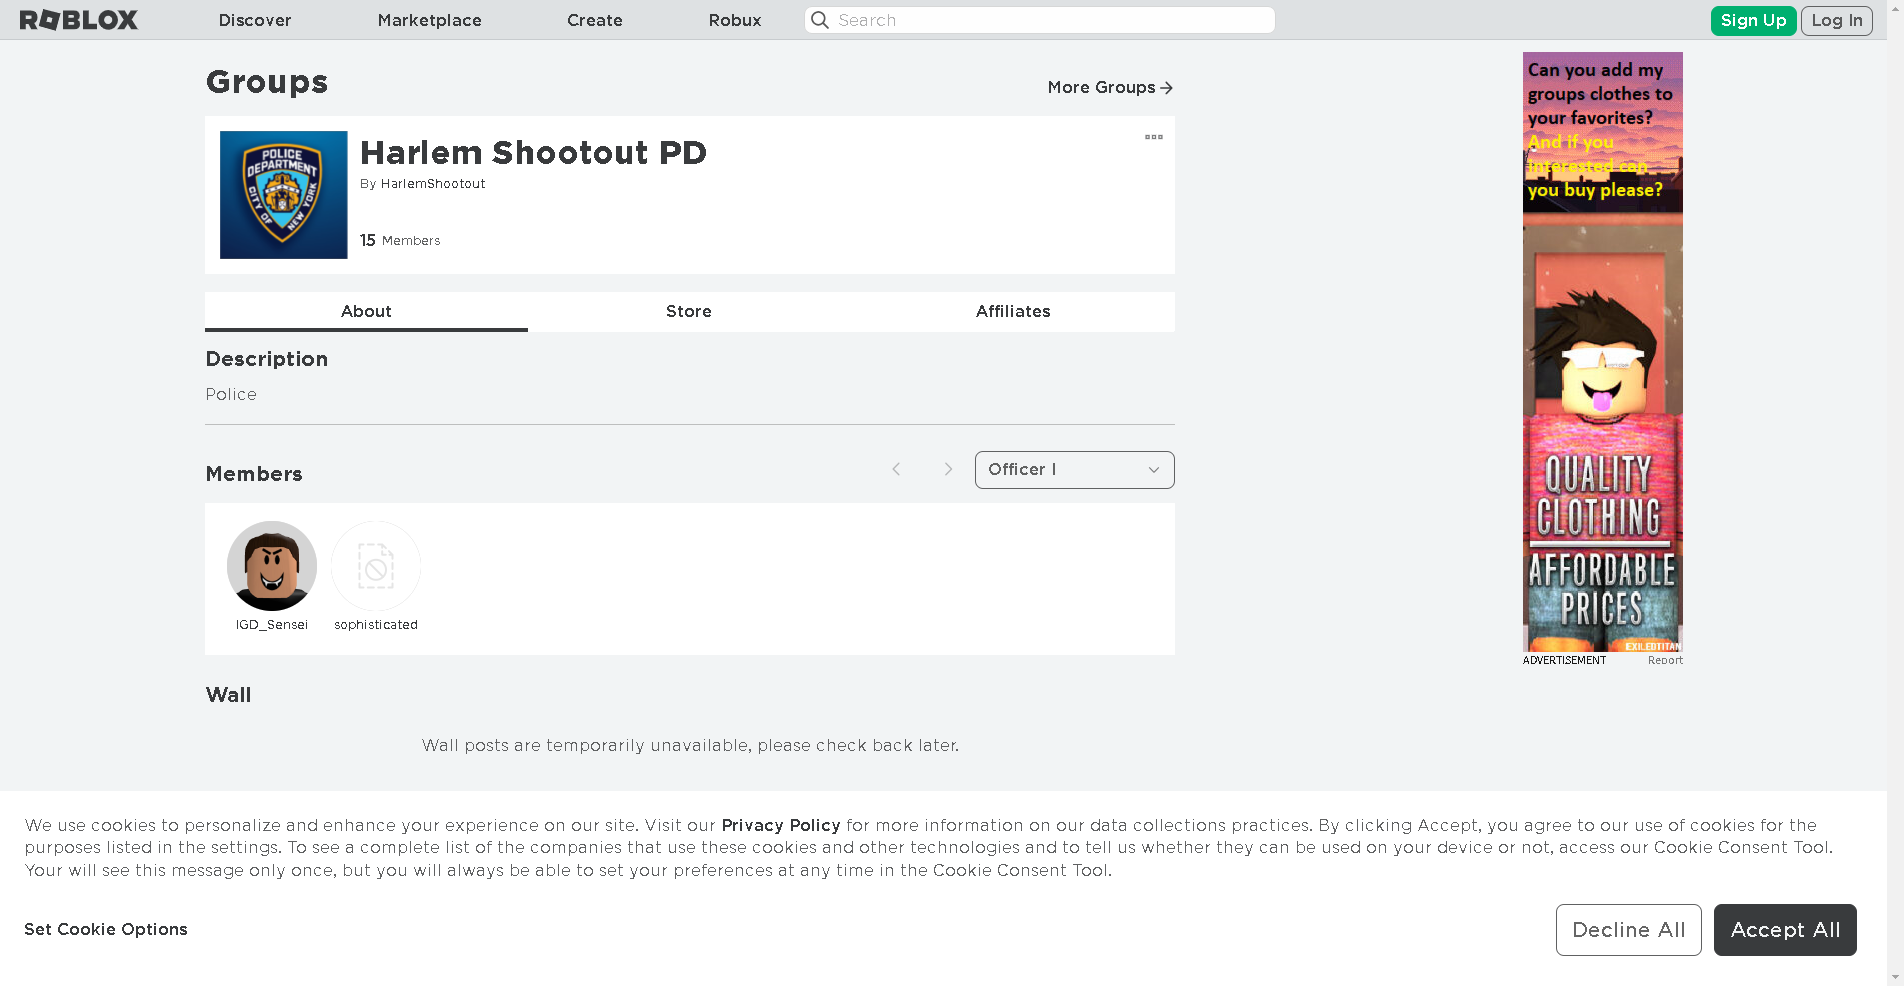 ROBLOX
Discover
Marketplace
Create
Robux
Search
Sign Up
Log In
Groups
More Groups
POLICE
DEPARTMENT
CITY OF
NEW YORK
Harlem Shootout PD
By HarlemShootout
15 Members
About
Store
Affiliates
Description
Police
Members
Officer I
IGD_Sensei
sophisticated
Wall
Wall posts are temporarily unavailable, please check back later.
Can you add my
groups clothes to
your favorites?
And if you
interested can
you buy please?
QUALITY
CLOTHING
AFFORDABLE
PRICES
EXILEDTITAN
ADVERTISEMENT
Report
We use cookies to personalize and enhance your experience on our site. Visit our Privacy Policy for more information on our data collections practices. By clicking Accept, you agree to our use of cookies for the
purposes listed in the settings. To see a complete list of the companies that use these cookies and other technologies and to tell us whether they can be used on your device or not, access our Cookie Consent Tool.
Your will see this message only once, but you will always be able to set your preferences at any time in the Cookie Consent Tool.
Set Cookie Options
Decline All
Accept All